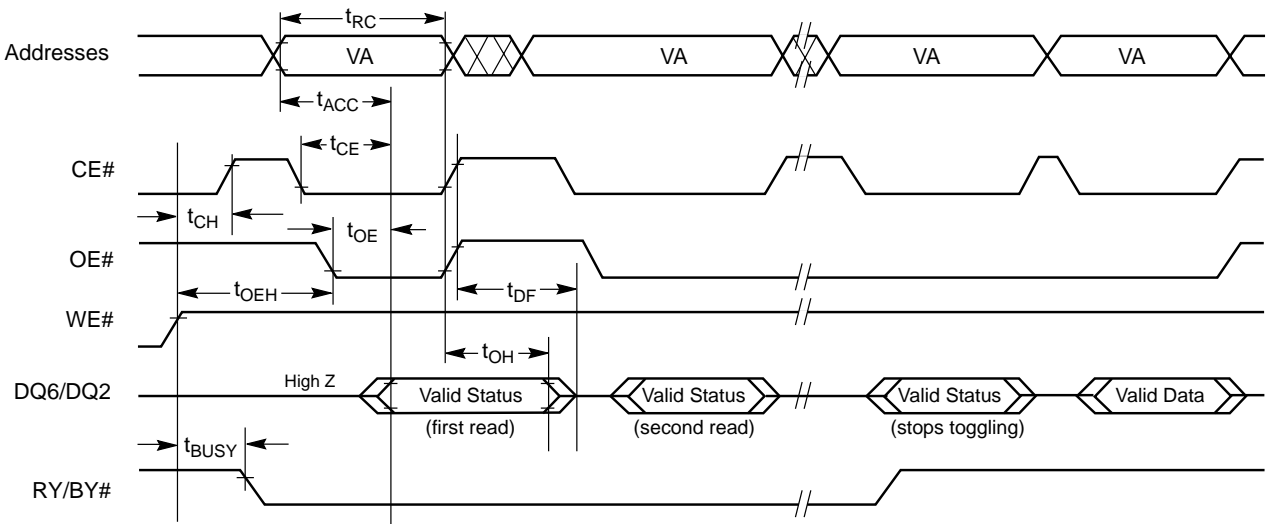 tRC
Addresses VA VA VA VA
tACC
tCE
CE#
tCH tOE
OE#
tOEH tDF
WE#
tOH
High Z
DQ6/DQ2 Valid Status Valid Status Valid Status Valid Data
(first read) (second read) (stops toggling)
tBUSY
RY/BY#